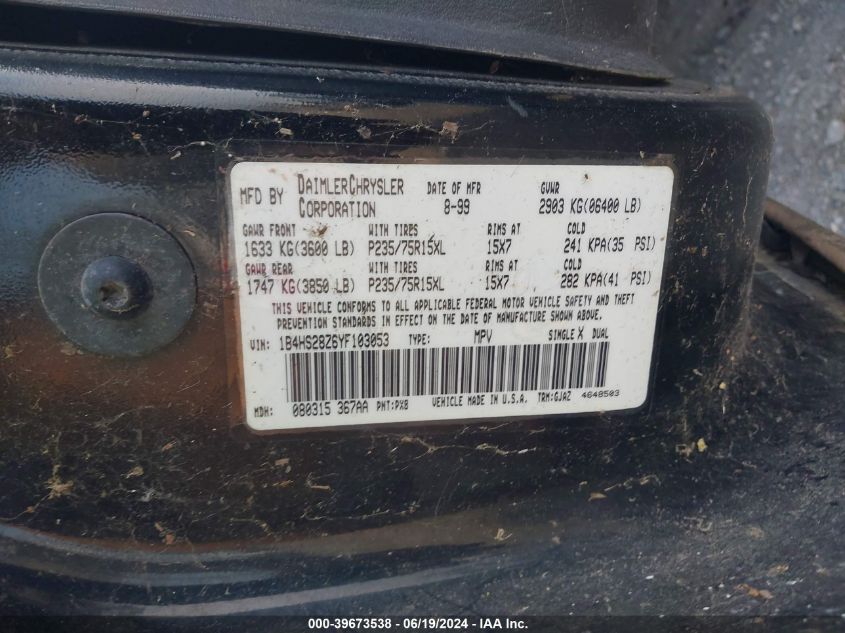 MFD BY DAIMLERCHRYSLER CORPORATION DATE OF MFR 8-99 GVWR 2903 KG(06400 LB)
GAWR FRONT WITH TIRES RIMS AT COLD
1633 KG(3600 LB) P235/75R15XL 15X7 241 KPA(35 PSI)
GAWR REAR WITH TIRES RIMS AT COLD
1747 KG(3850 LB) P235/75R15XL 15X7 282 KPA(41 PSI)
THIS VEHICLE CONFORMS TO ALL APPLICABLE FEDERAL MOTOR VEHICLE SAFETY AND THEFT
PREVENTION STANDARDS IN EFFECT ON THE DATE OF MANUFACTURE SHOWN ABOVE.
VIN: 1B4HS28Z6YF103053 TYPE: MPV SINGLE X DUAL
MDH: 080315 367AA PNT:PX8 VEHICLE MADE IN U.S.A. TRM:GJAZ 4648503
000-39673538 - 06/19/2024 - IAA Inc.